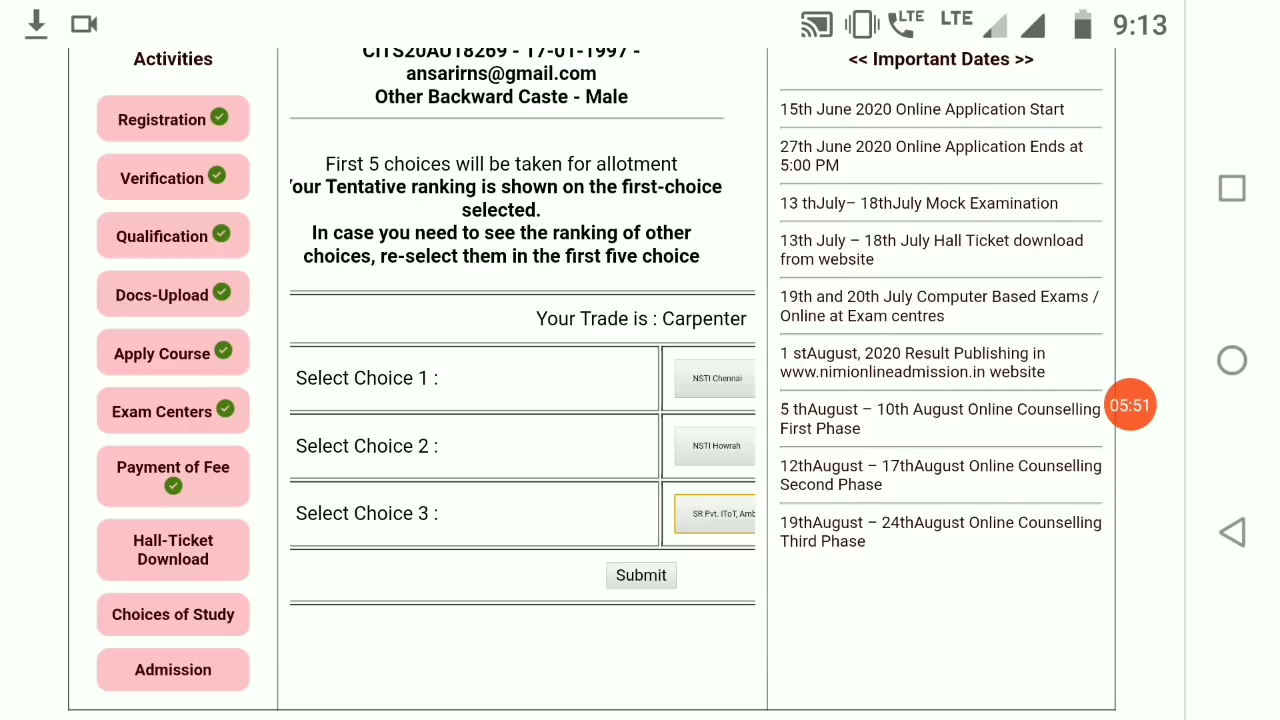 LTE LTE 9:13
Activities
Registration
Verification
Qualification
Docs-Upload
Apply Course
Exam Centers
Payment of Fee
Hall-Ticket
Download
Choices of Study
Admission
CITS20AU18269 - 17-01-1997 -
ansarirns@gmail.com
Other Backward Caste - Male
First 5 choices will be taken for allotment
our Tentative ranking is shown on the first-choice
selected.
In case you need to see the ranking of other
choices, re-select them in the first five choice
Your Trade is : Carpenter
Select Choice 1 : NSTI Chennai
Select Choice 2 : NSTI Howrah
Select Choice 3 : SR Pvt. IToT, Amb
Submit
<< Important Dates >>
15th June 2020 Online Application Start
27th June 2020 Online Application Ends at
5:00 PM
13 thJuly– 18thJuly Mock Examination
13th July – 18th July Hall Ticket download
from website
19th and 20th July Computer Based Exams /
Online at Exam centres
1 stAugust, 2020 Result Publishing in
www.nimionlineadmission.in website
5 thAugust – 10th August Online Counselling
First Phase
12thAugust – 17thAugust Online Counselling
Second Phase
19thAugust – 24thAugust Online Counselling
Third Phase
05:51